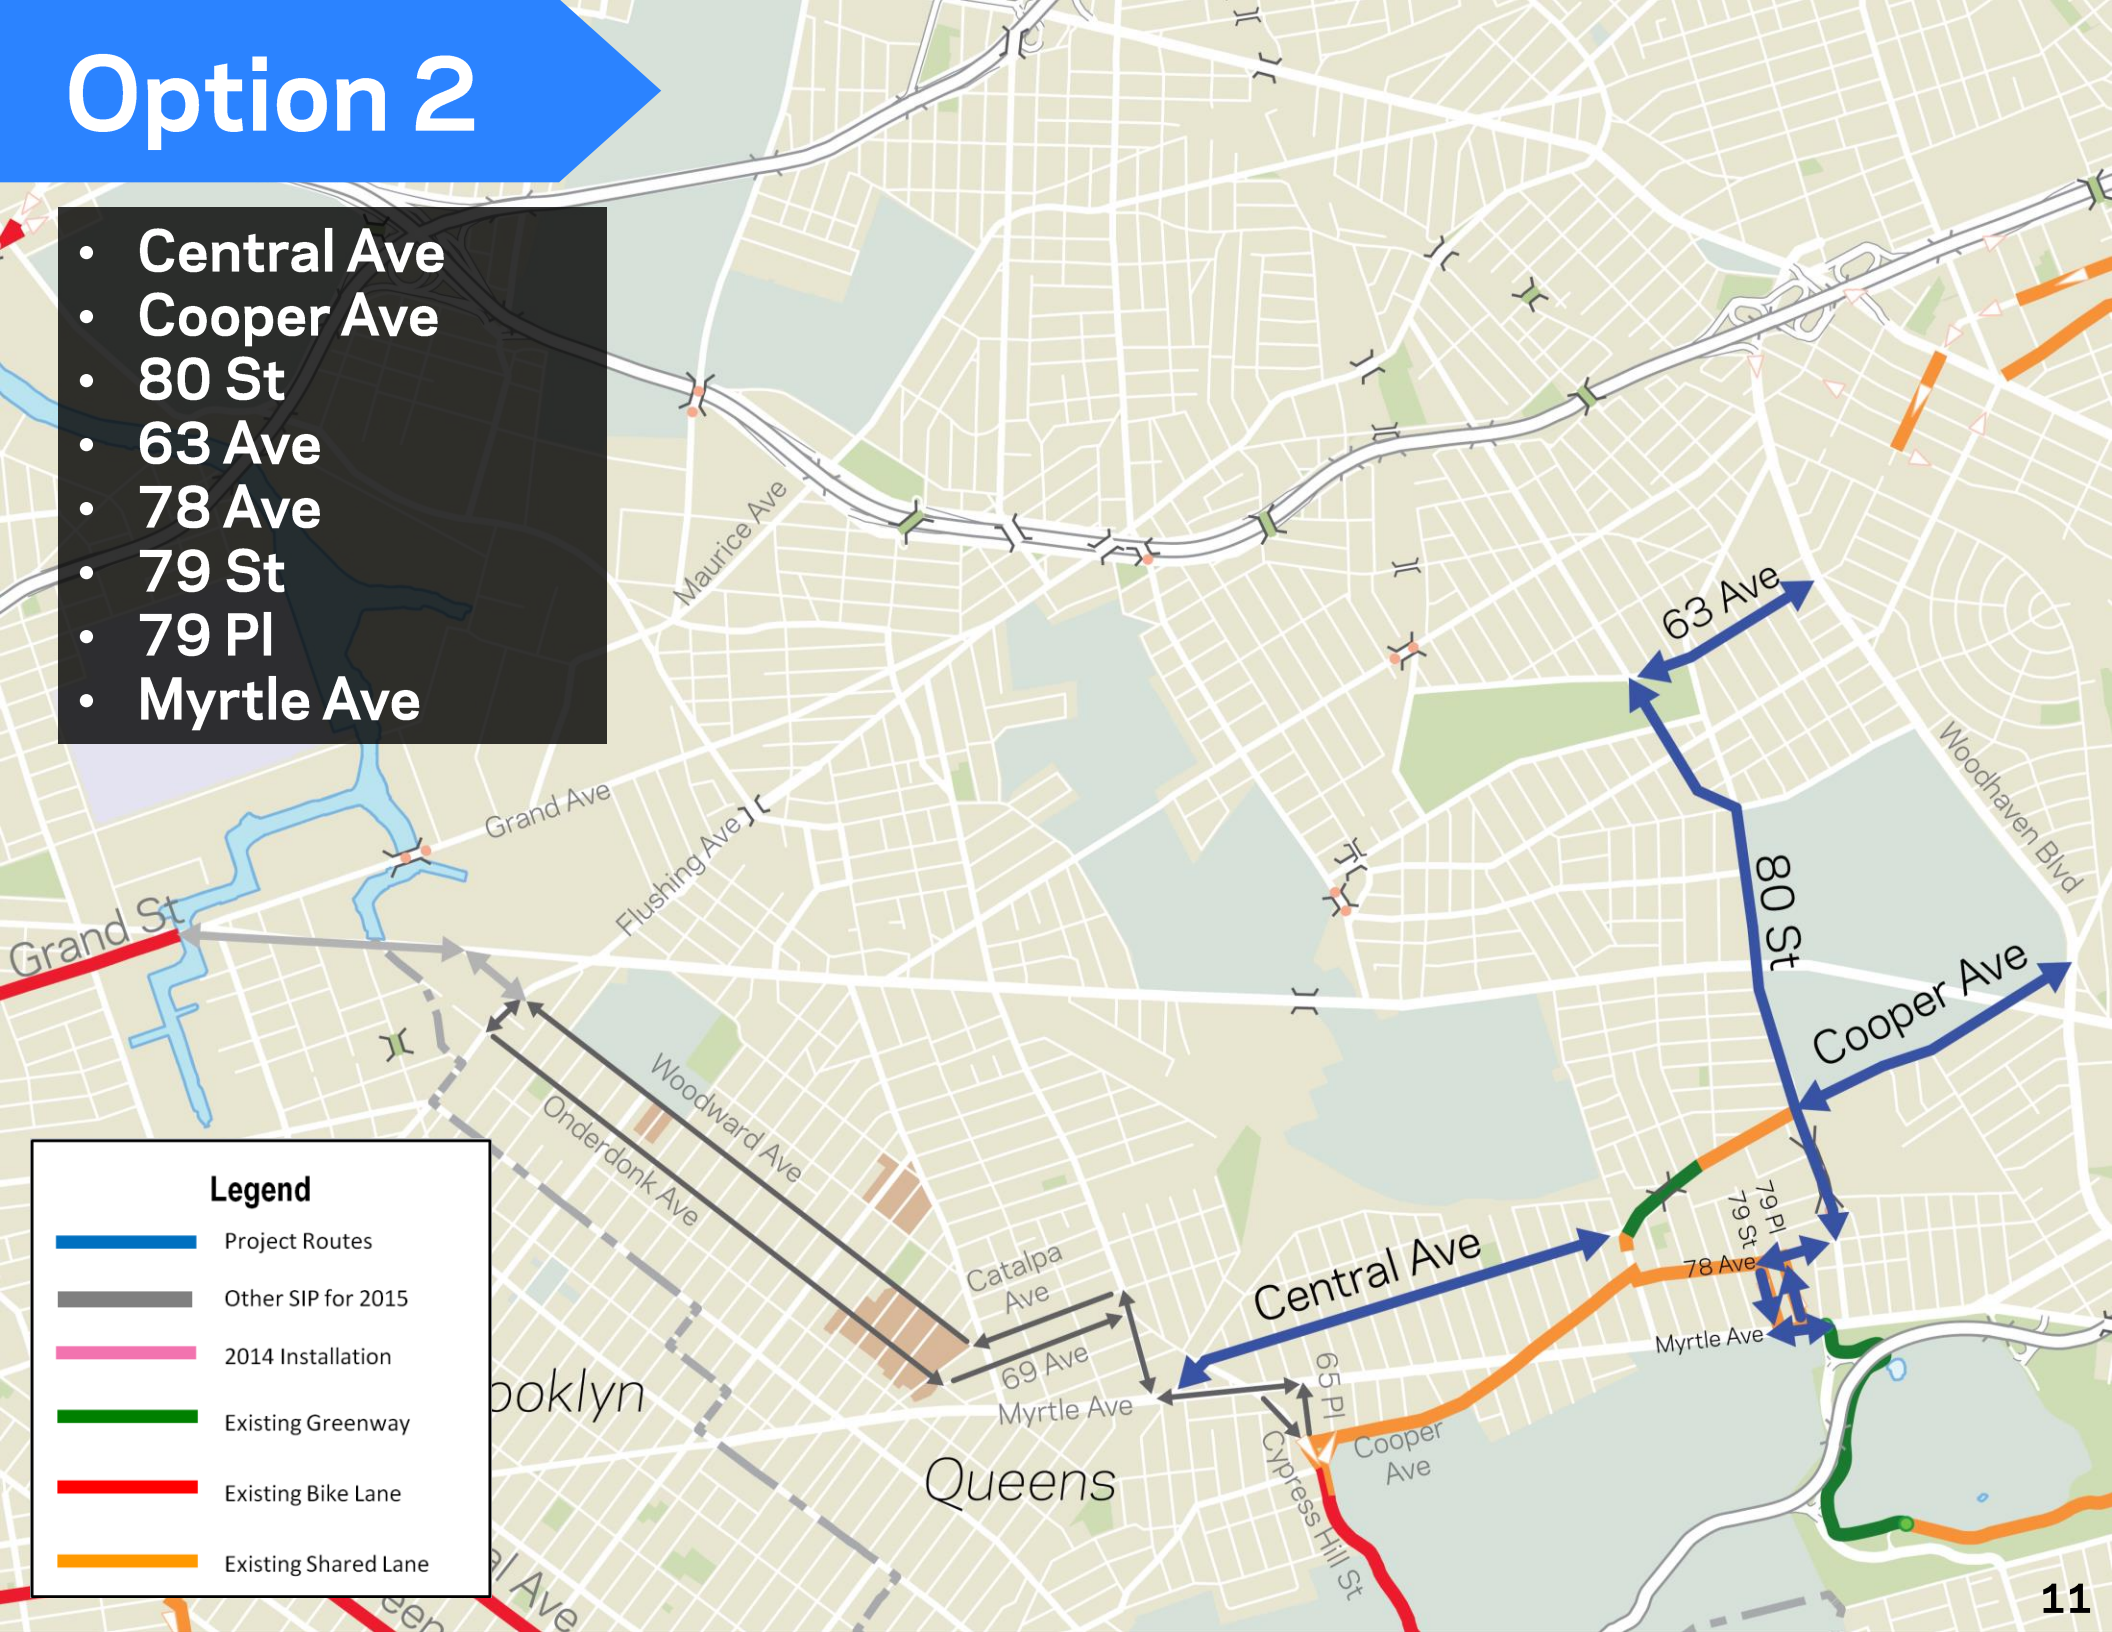 Option 2
• Central Ave
• Cooper Ave
• 80 St
• 63 Ave
• 78 Ave
• 79 St
• 79 Pl
• Myrtle Ave
Maurice Ave
63 Ave
Woodhaven Blvd
Grand Ave
Flushing Ave
80 St
Grand St
Cooper Ave
Woodward Ave
Onderdonk Ave
79 Pl
79 St
78 Ave
Catalpa
Ave
Central Ave
69 Ave
Myrtle Ave
Myrtle Ave
65 Pl
Cooper
Ave
Cypress Hill St
ooklyn
Queens
Legend
Project Routes
Other SIP for 2015
2014 Installation
Existing Greenway
Existing Bike Lane
Existing Shared Lane
al Ave
een
11